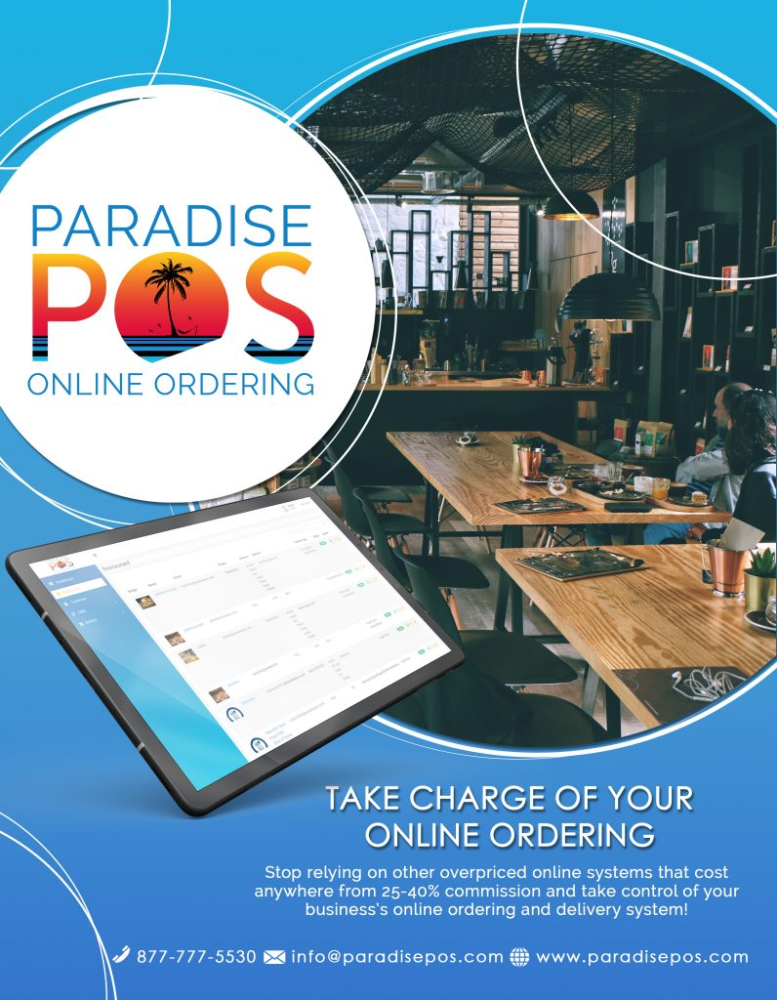 PARADISE
POS
ONLINE ORDERING
POS
Restaurant
TAKE CHARGE OF YOUR
ONLINE ORDERING
Stop relying on other overpriced online systems that cost
anywhere from 25-40% commission and take control of your
business's online ordering and delivery system!
877-777-5530 info@paradisepos.com www.paradisepos.com